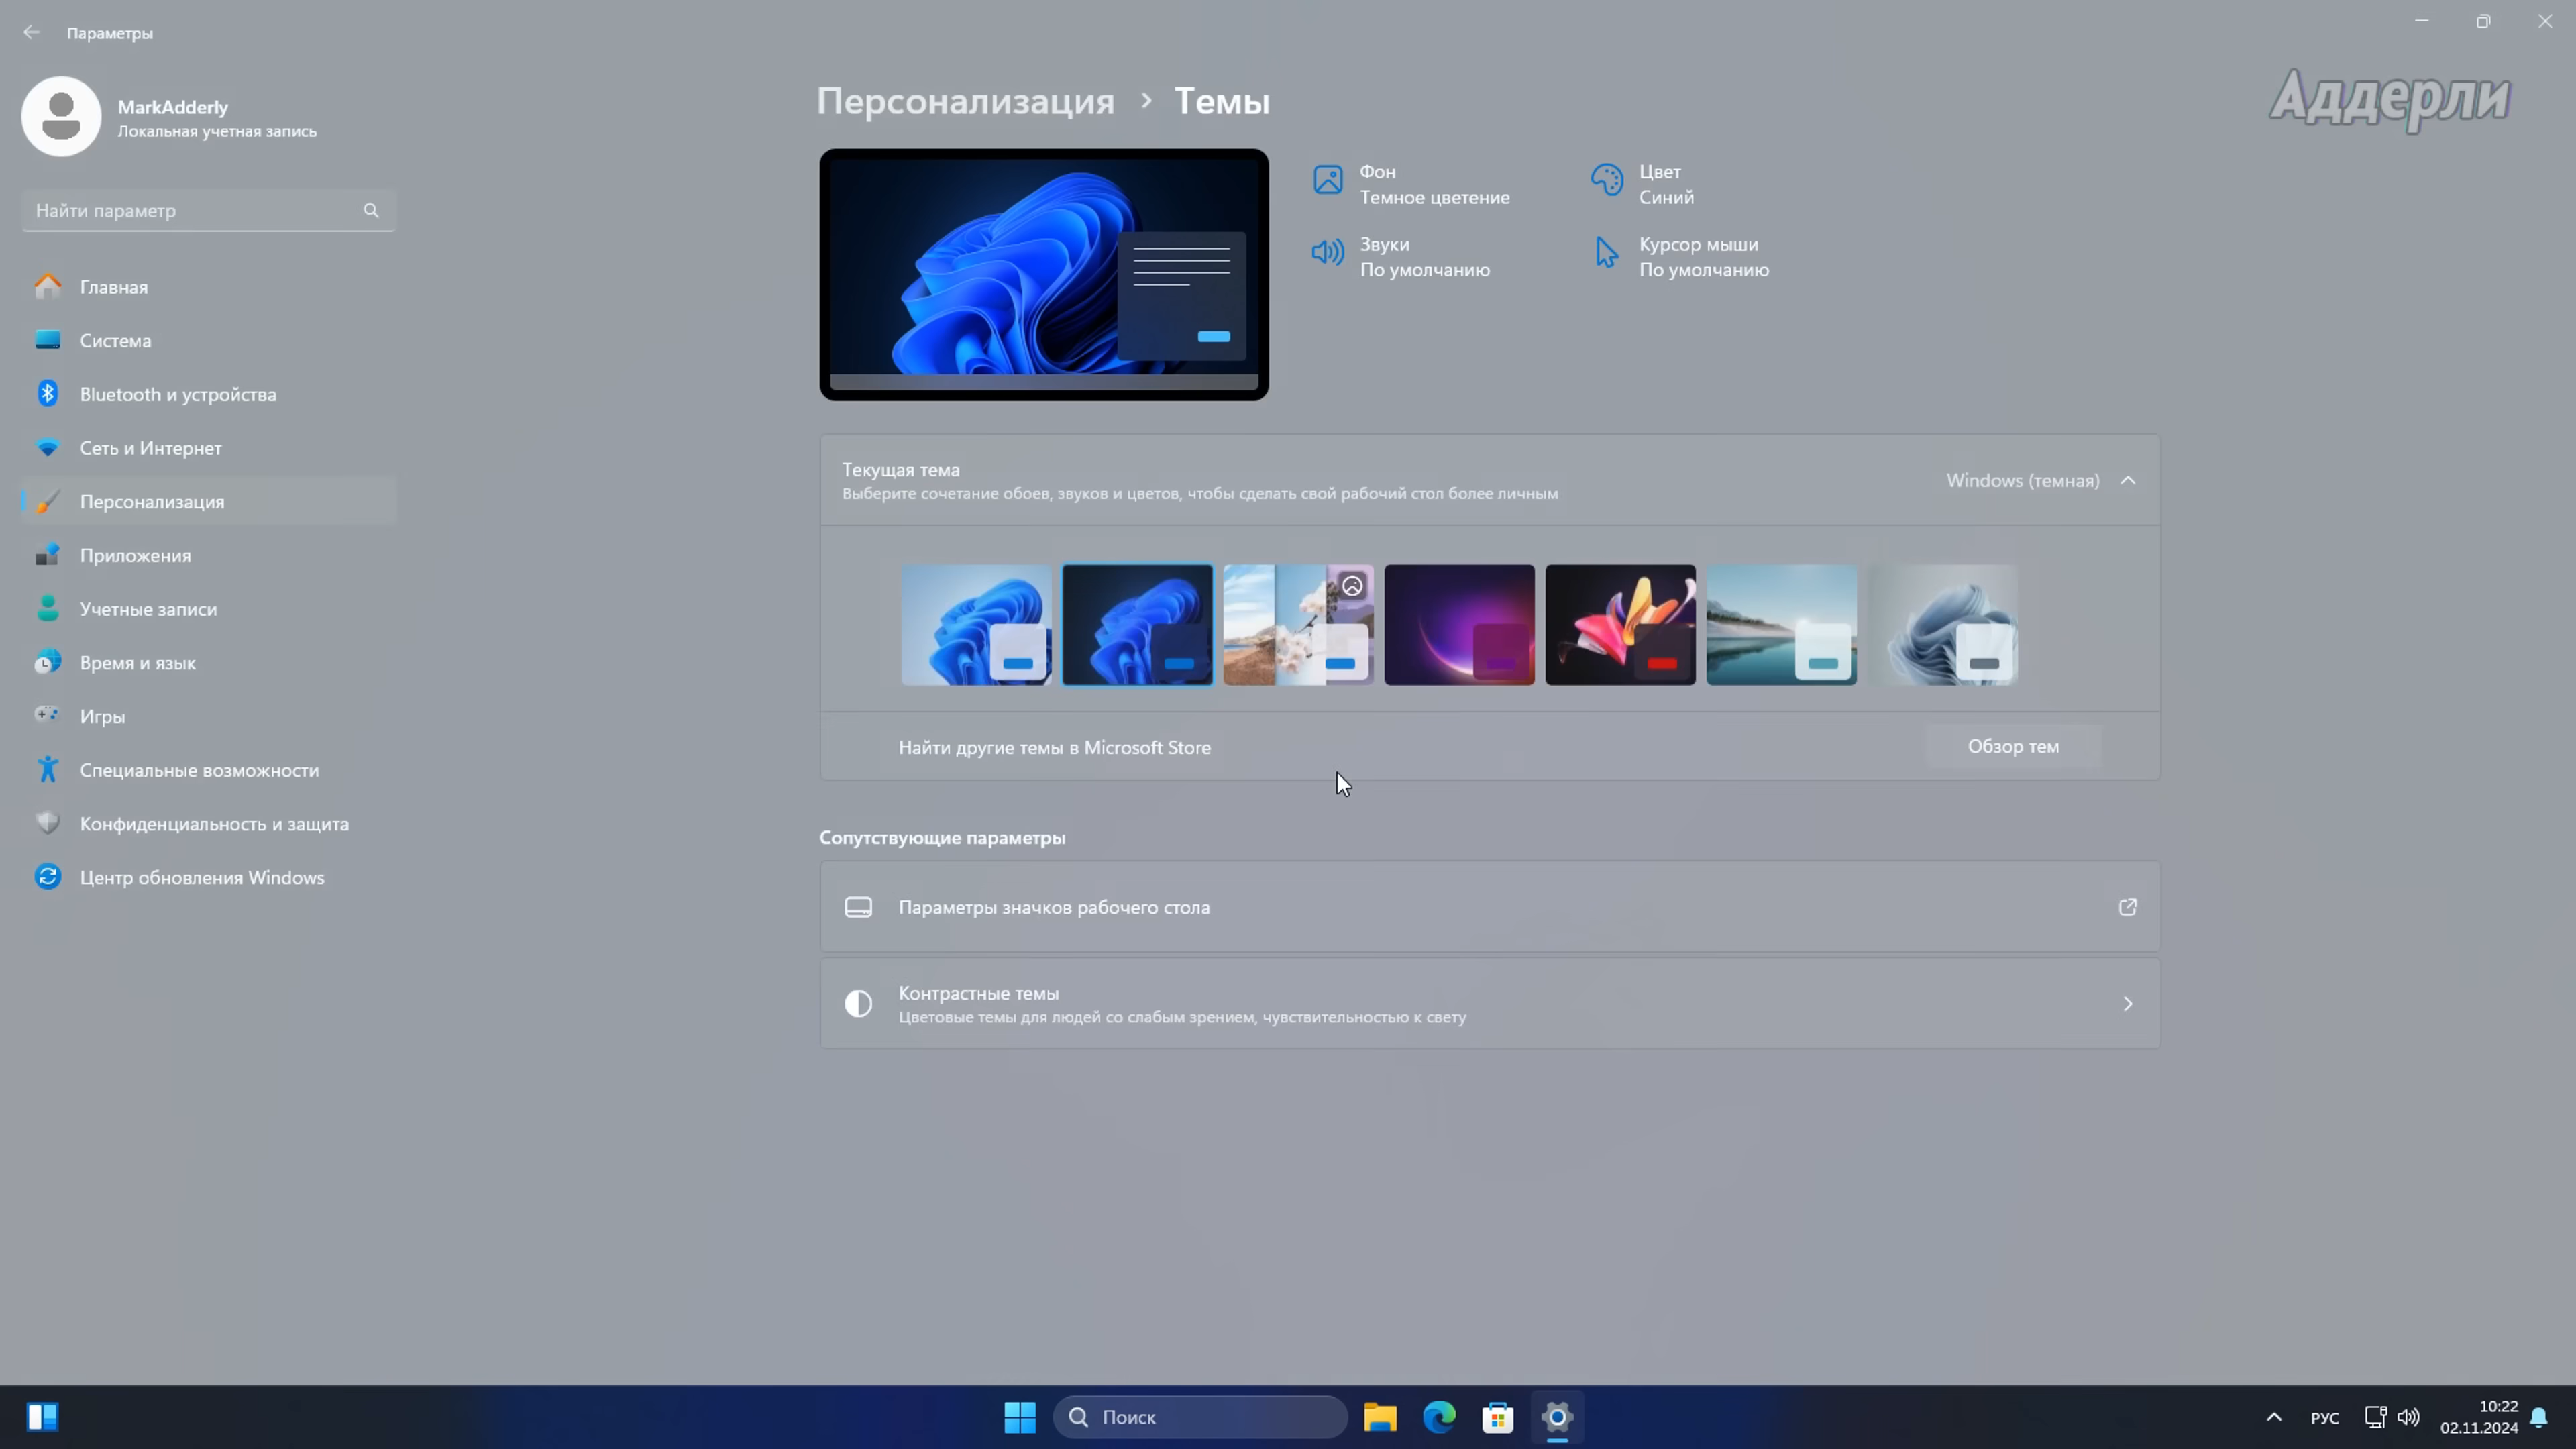 Параметры
MarkAdderly
Локальная учетная запись
Найти параметр
Главная
Система
Bluetooth и устройства
Сеть и Интернет
Персонализация
Приложения
Учетные записи
Время и язык
Игры
Специальные возможности
Конфиденциальность и защита
Центр обновления Windows
Персонализация > Темы
Аддерли
Фон
Темное цветение
Цвет
Синий
Звуки
По умолчанию
Курсор мыши
По умолчанию
Текущая тема
Выберите сочетание обоев, звуков и цветов, чтобы сделать свой рабочий стол более личным
Windows (темная)
Найти другие темы в Microsoft Store
Обзор тем
Сопутствующие параметры
Параметры значков рабочего стола
Контрастные темы
Цветовые темы для людей со слабым зрением, чувствительностью к свету
Поиск
РУС
10:22
02.11.2024